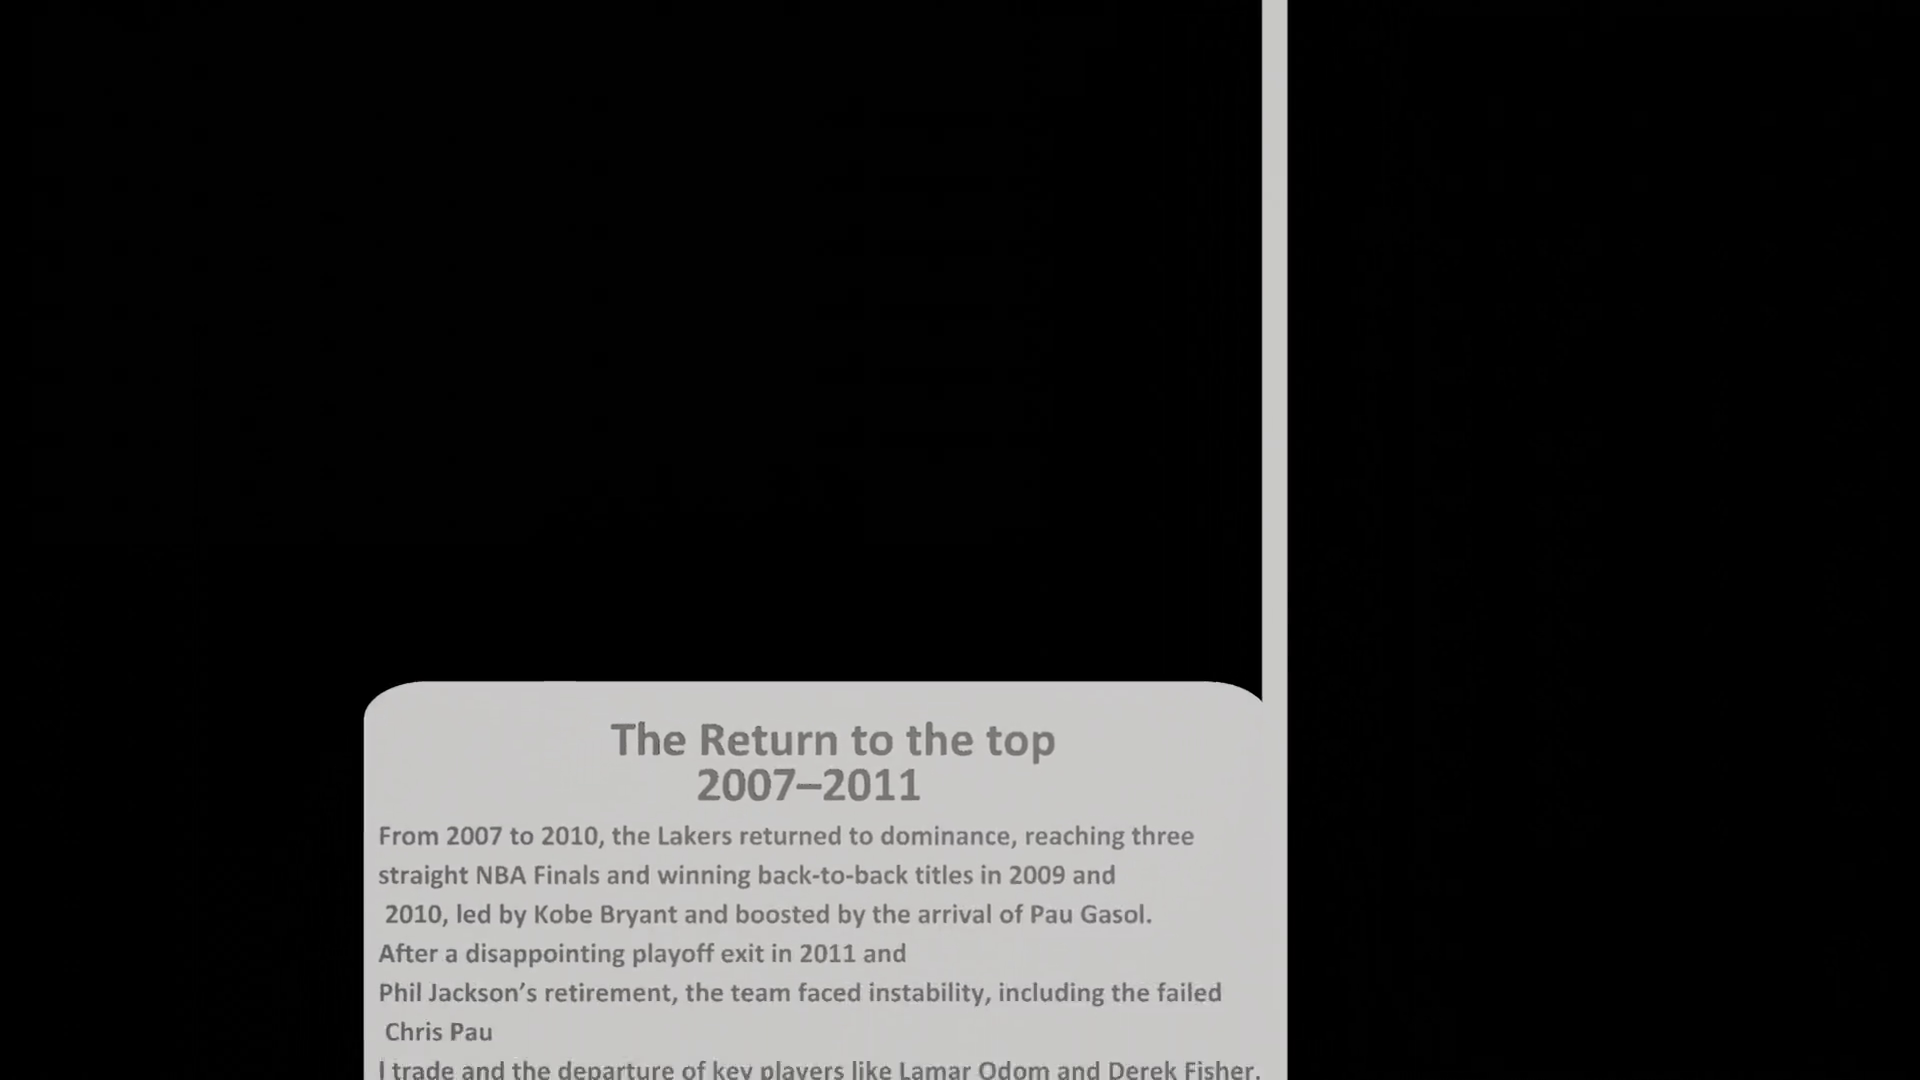 The Return to the top
2007–2011
From 2007 to 2010, the Lakers returned to dominance, reaching three
straight NBA Finals and winning back-to-back titles in 2009 and
2010, led by Kobe Bryant and boosted by the arrival of Pau Gasol.
After a disappointing playoff exit in 2011 and
Phil Jackson’s retirement, the team faced instability, including the failed
Chris Pau
l trade and the departure of key players like Lamar Odom and Derek Fisher.